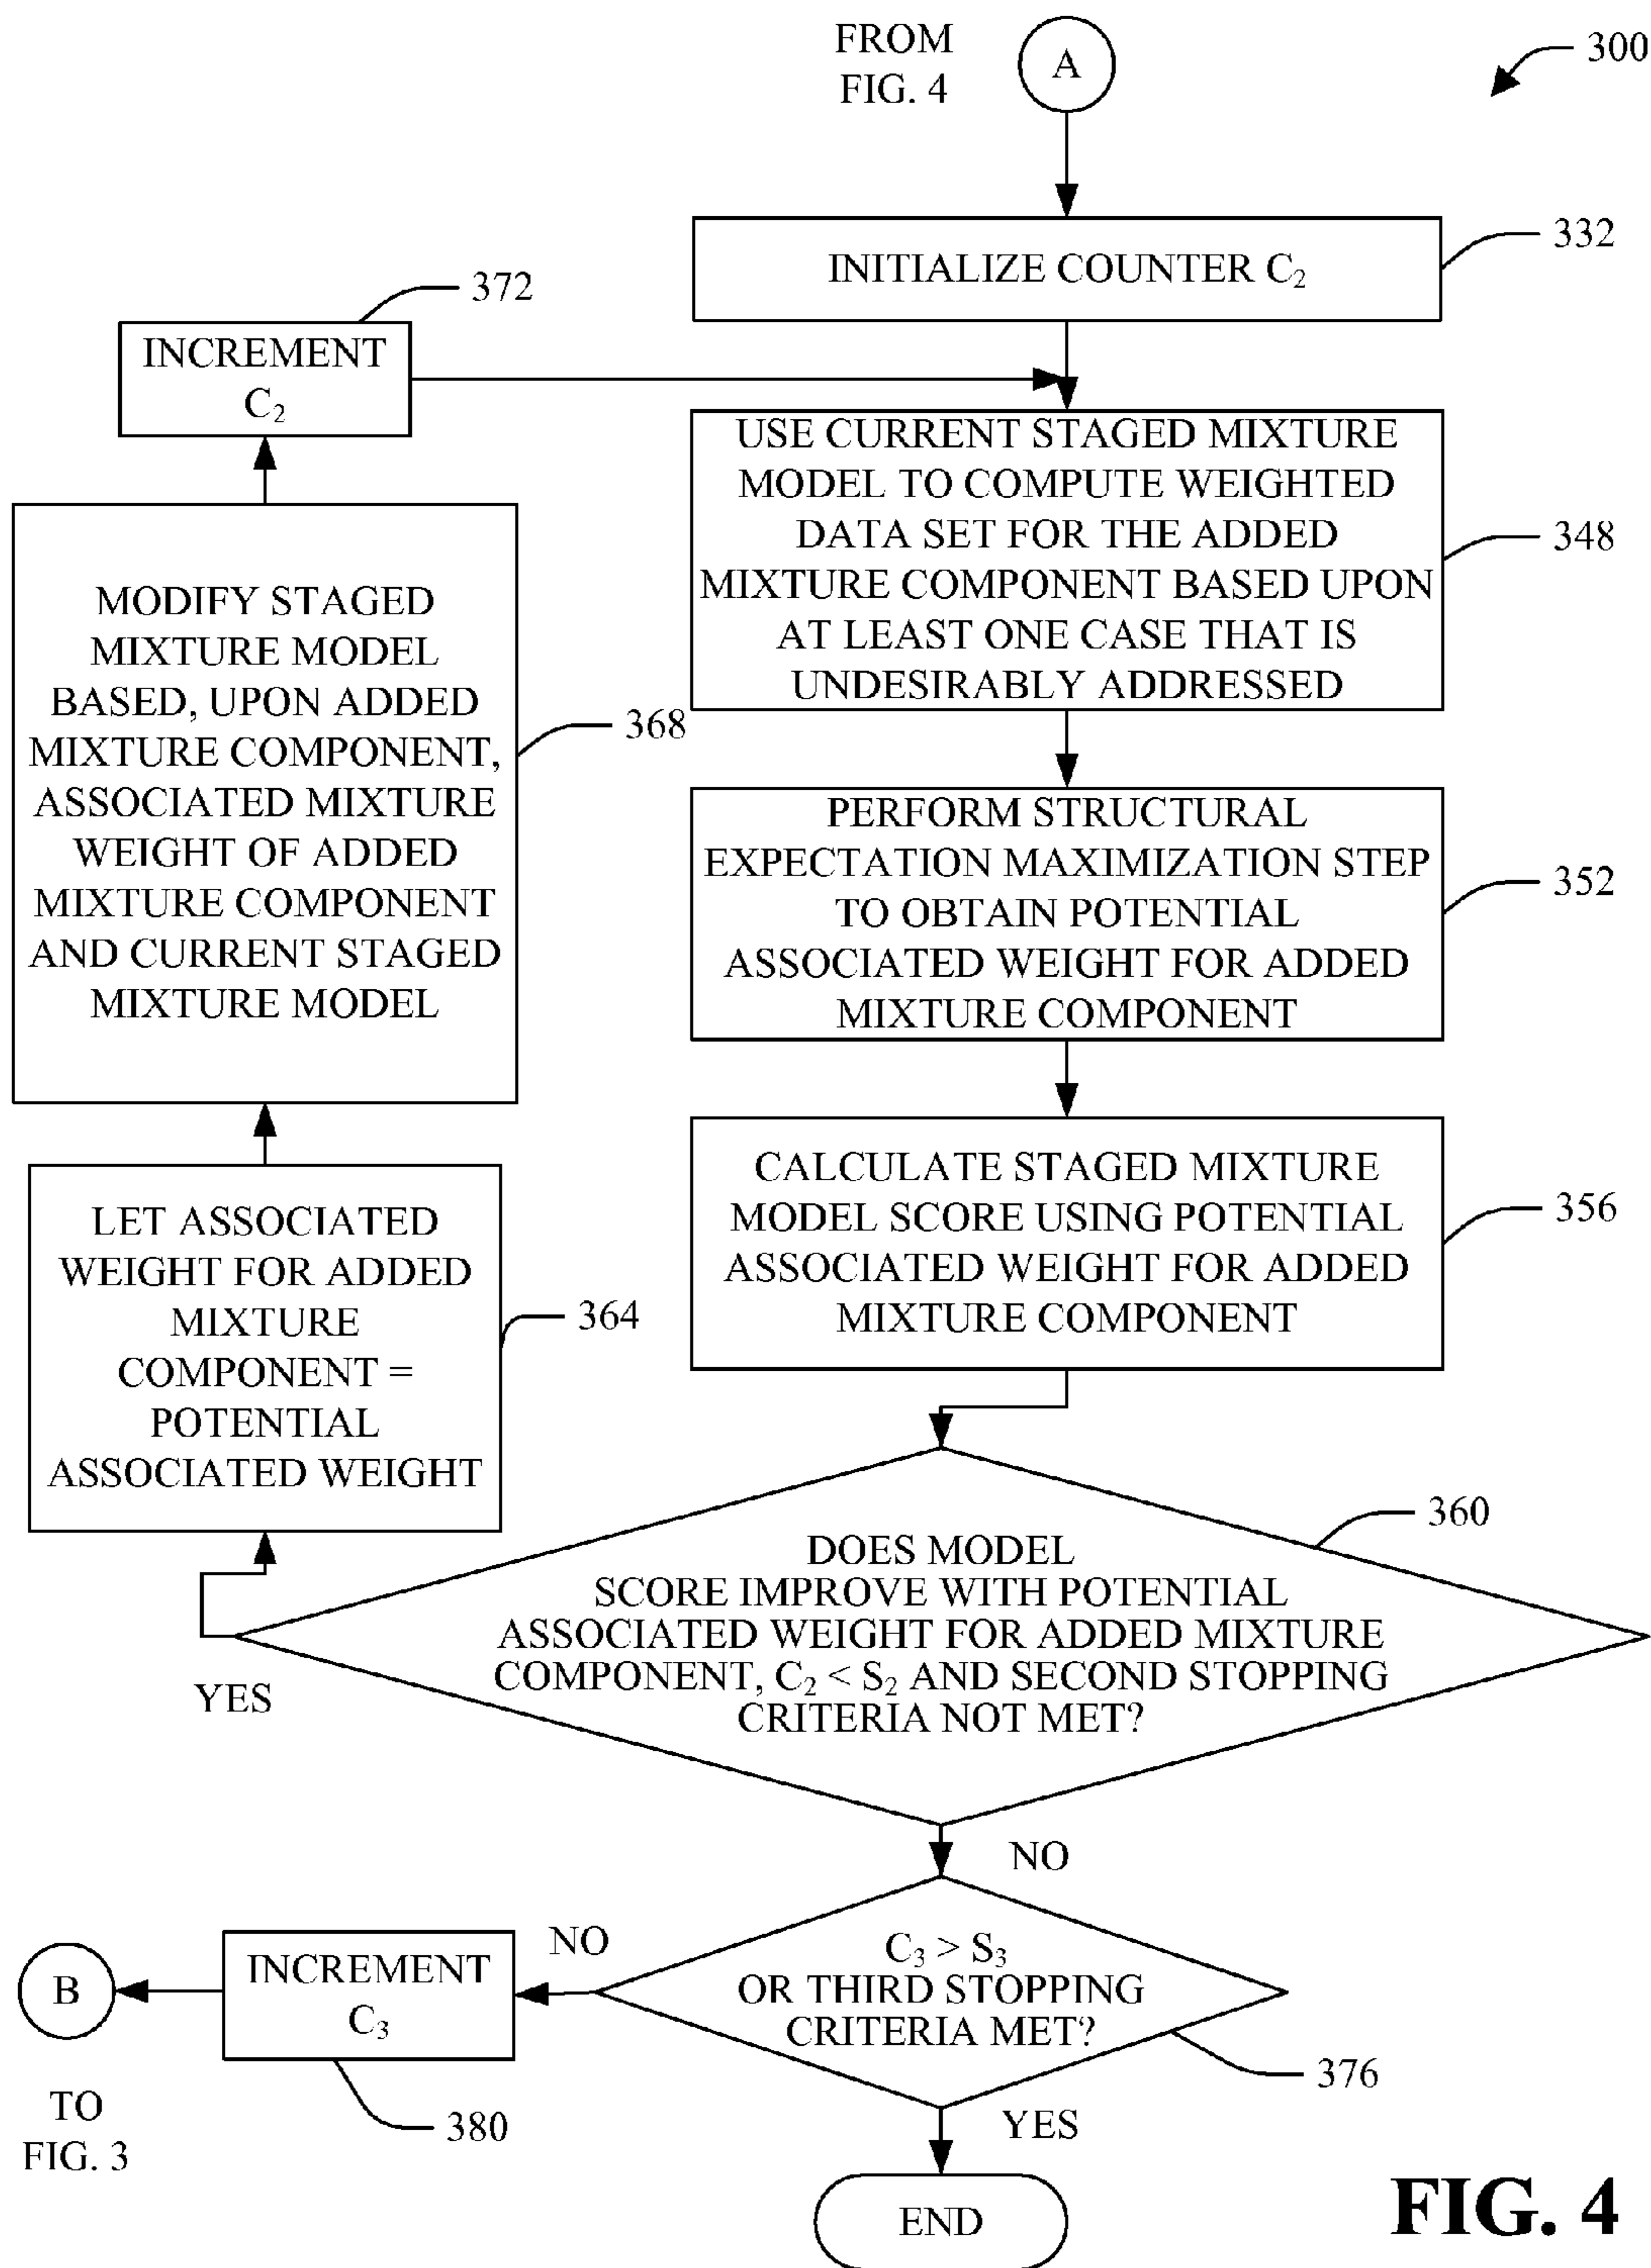 FROM
FIG. 4
A
300
INITIALIZE COUNTER C₂
332
372
INCREMENT
C₂
USE CURRENT STAGED MIXTURE
MODEL TO COMPUTE WEIGHTED
DATA SET FOR THE ADDED
MIXTURE COMPONENT BASED UPON
AT LEAST ONE CASE THAT IS
UNDESIRABLY ADDRESSED
348
MODIFY STAGED
MIXTURE MODEL
BASED, UPON ADDED
MIXTURE COMPONENT,
ASSOCIATED MIXTURE
WEIGHT OF ADDED
MIXTURE COMPONENT
AND CURRENT STAGED
MIXTURE MODEL
368
PERFORM STRUCTURAL
EXPECTATION MAXIMIZATION STEP
TO OBTAIN POTENTIAL
ASSOCIATED WEIGHT FOR ADDED
MIXTURE COMPONENT
352
CALCULATE STAGED MIXTURE
MODEL SCORE USING POTENTIAL
ASSOCIATED WEIGHT FOR ADDED
MIXTURE COMPONENT
356
LET ASSOCIATED
WEIGHT FOR ADDED
MIXTURE
COMPONENT =
POTENTIAL
ASSOCIATED WEIGHT
364
360
DOES MODEL
SCORE IMPROVE WITH POTENTIAL
ASSOCIATED WEIGHT FOR ADDED MIXTURE
COMPONENT, C₂ < S₂ AND SECOND STOPPING
CRITERIA NOT MET?
YES
NO
C₃ > S₃
OR THIRD STOPPING
CRITERIA MET?
376
NO
INCREMENT
C₃
380
B
TO
FIG. 3
YES
END
FIG. 4